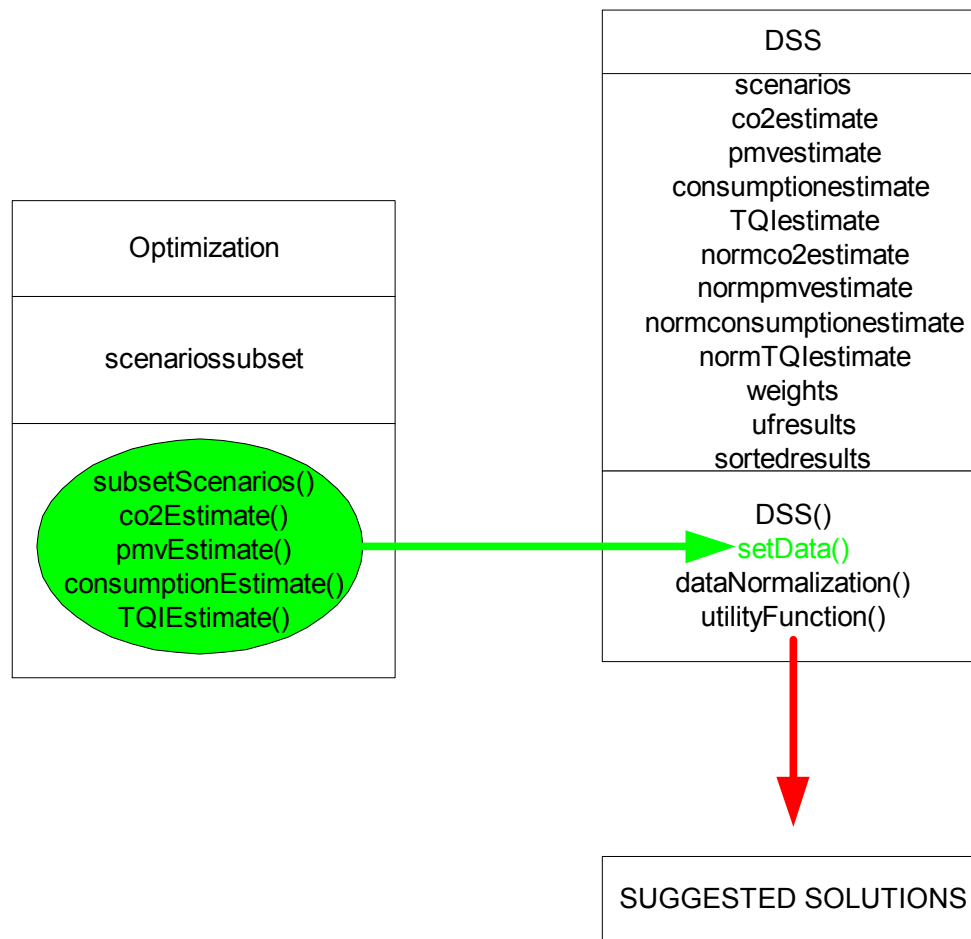 Optimization
scenariossubset
subsetScenarios()
co2Estimate()
pmvEstimate()
consumptionEstimate()
TQIEstimate()
DSS
scenarios
co2estimate
pmvestimate
consumptionestimate
TQIestimate
normco2estimate
normpmvestimate
normconsumptionestimate
normTQIestimate
weights
ufresults
sortedresults
DSS()
setData()
dataNormalization()
utilityFunction()
SUGGESTED SOLUTIONS